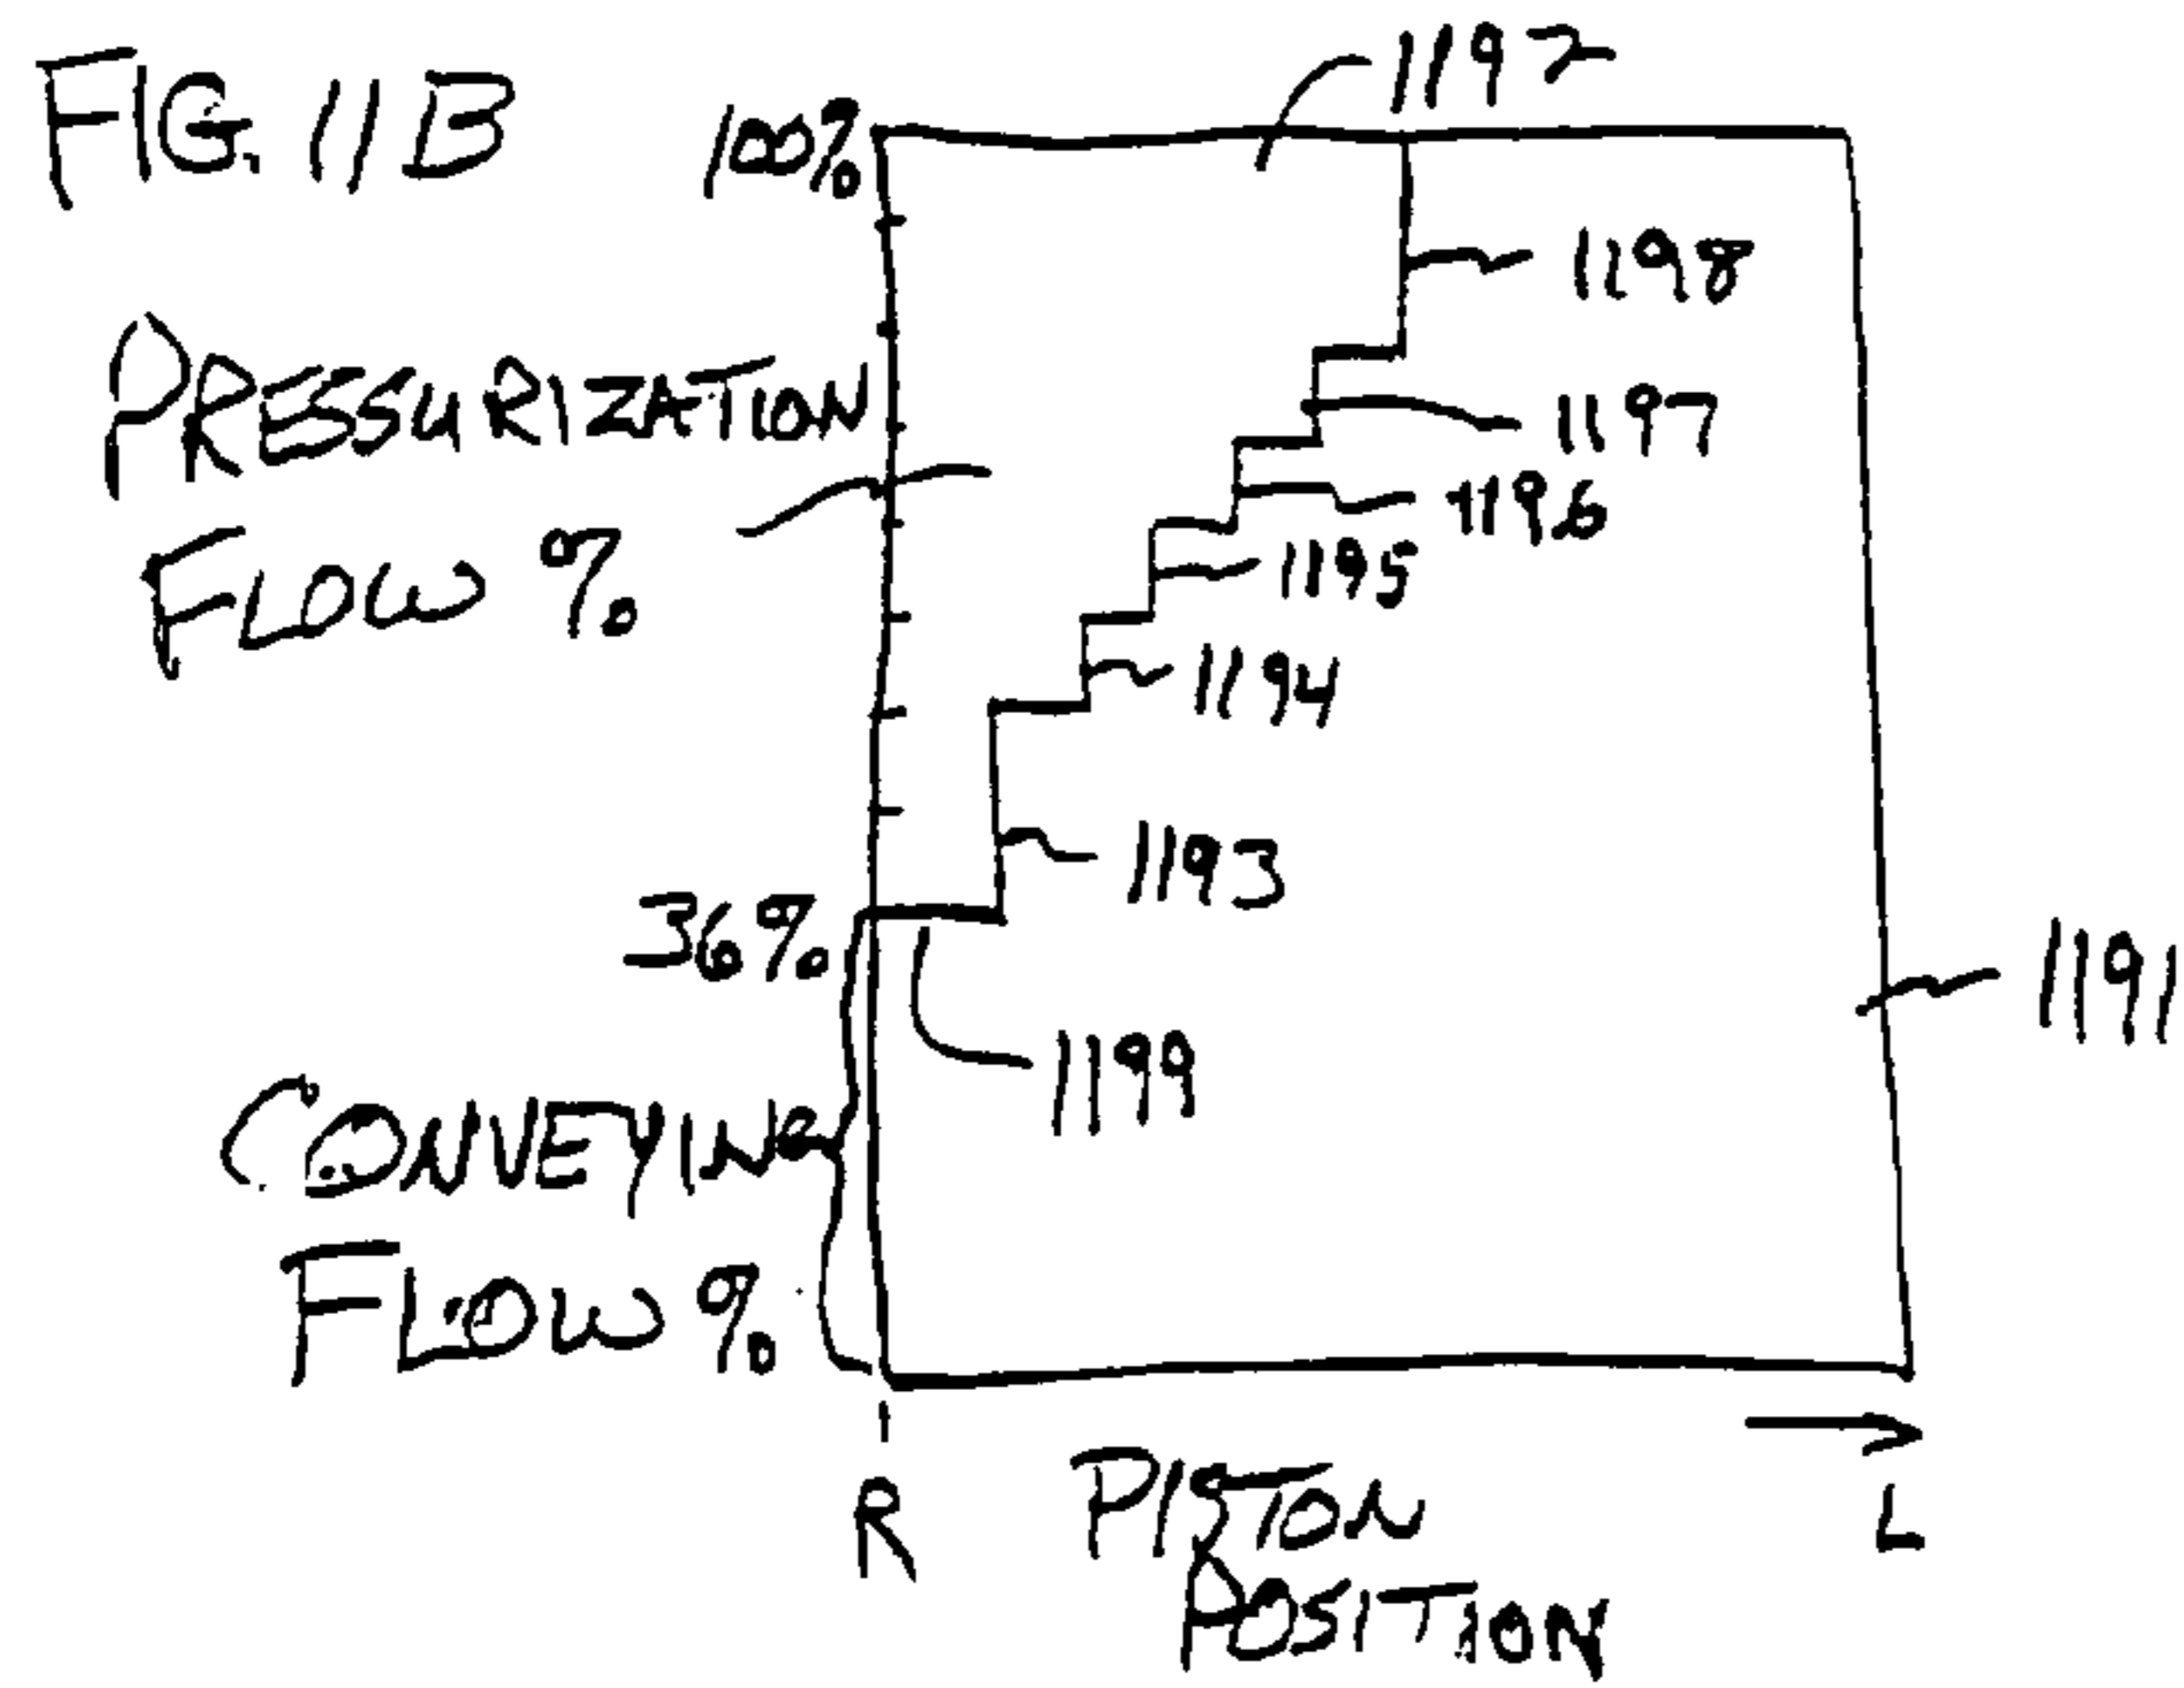 FIG. 11B
1192
100%
1198
PRESSURIZATION
FLOW %
1197
1196
1195
1194
1193
36%
1191
1199
CONVEYING
FLOW %
R
PISTON
POSITION
L